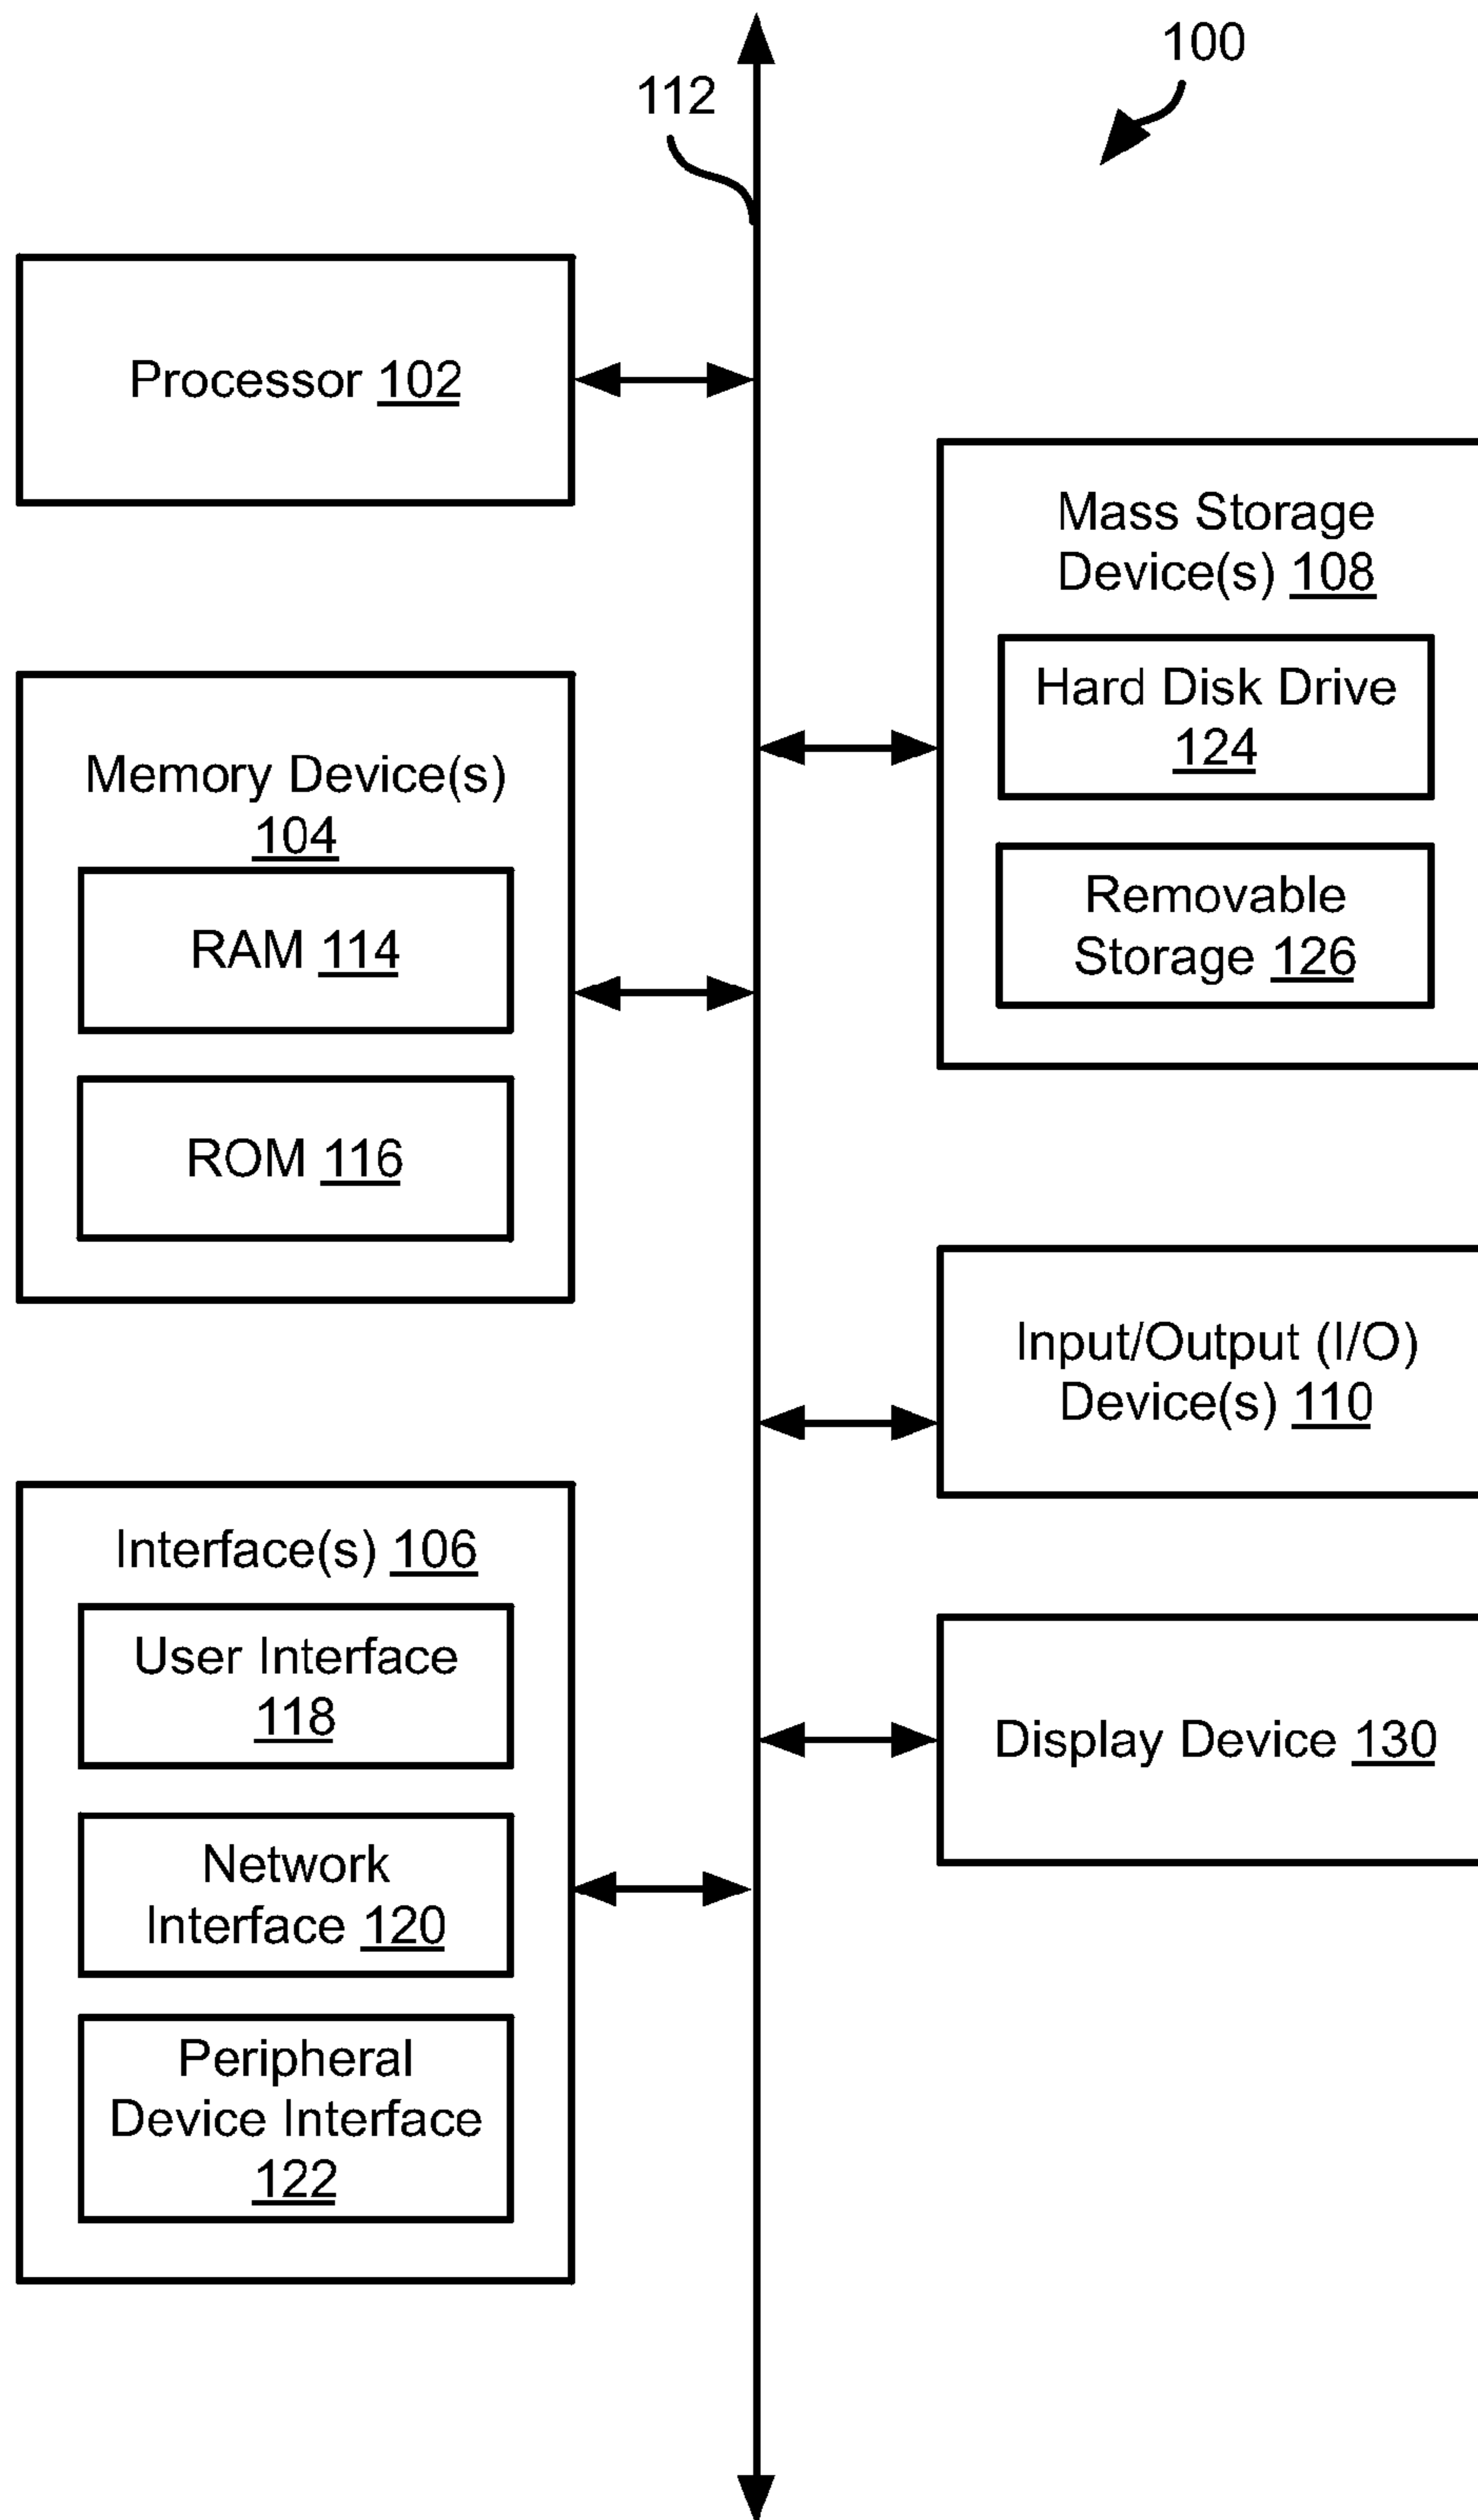 100
112
Processor 102
Mass Storage
Device(s) 108
Hard Disk Drive
124
Removable
Storage 126
Memory Device(s)
104
RAM 114
ROM 116
Input/Output (I/O)
Device(s) 110
Interface(s) 106
User Interface
118
Network
Interface 120
Peripheral
Device Interface
122
Display Device 130